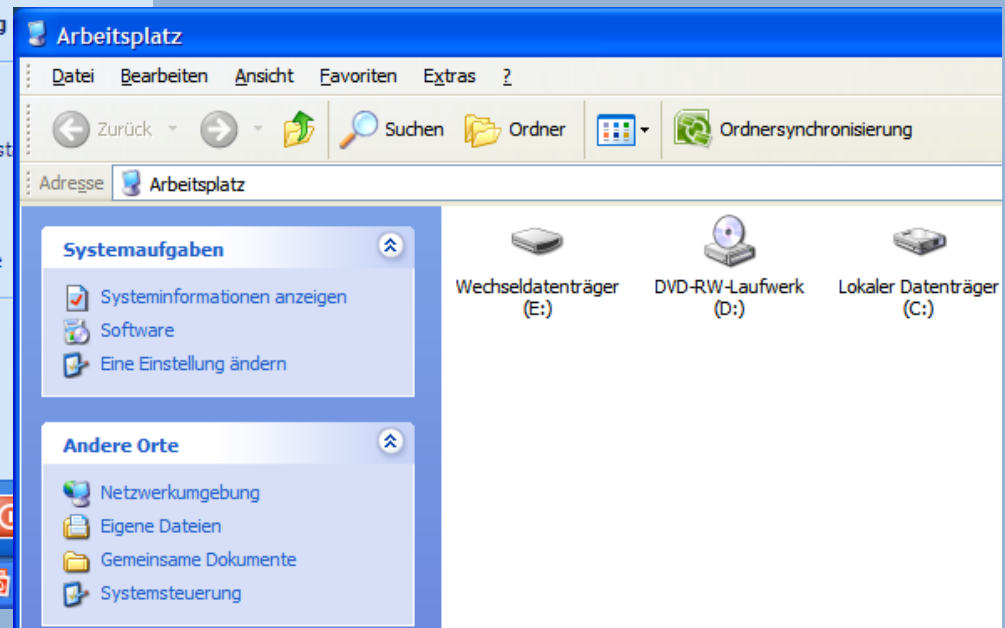 Arbeitsplatz
Datei Bearbeiten Ansicht Favoriten Extras ?
Zurück Suchen Ordner Ordnersynchronisierung
Adresse Arbeitsplatz
Systemaufgaben
Systeminformationen anzeigen
Software
Eine Einstellung ändern
Andere Orte
Netzwerkumgebung
Eigene Dateien
Gemeinsame Dokumente
Systemsteuerung
Wechseldatenträger
(E:)
DVD-RW-Laufwerk
(D:)
Lokaler Datenträger
(C:)